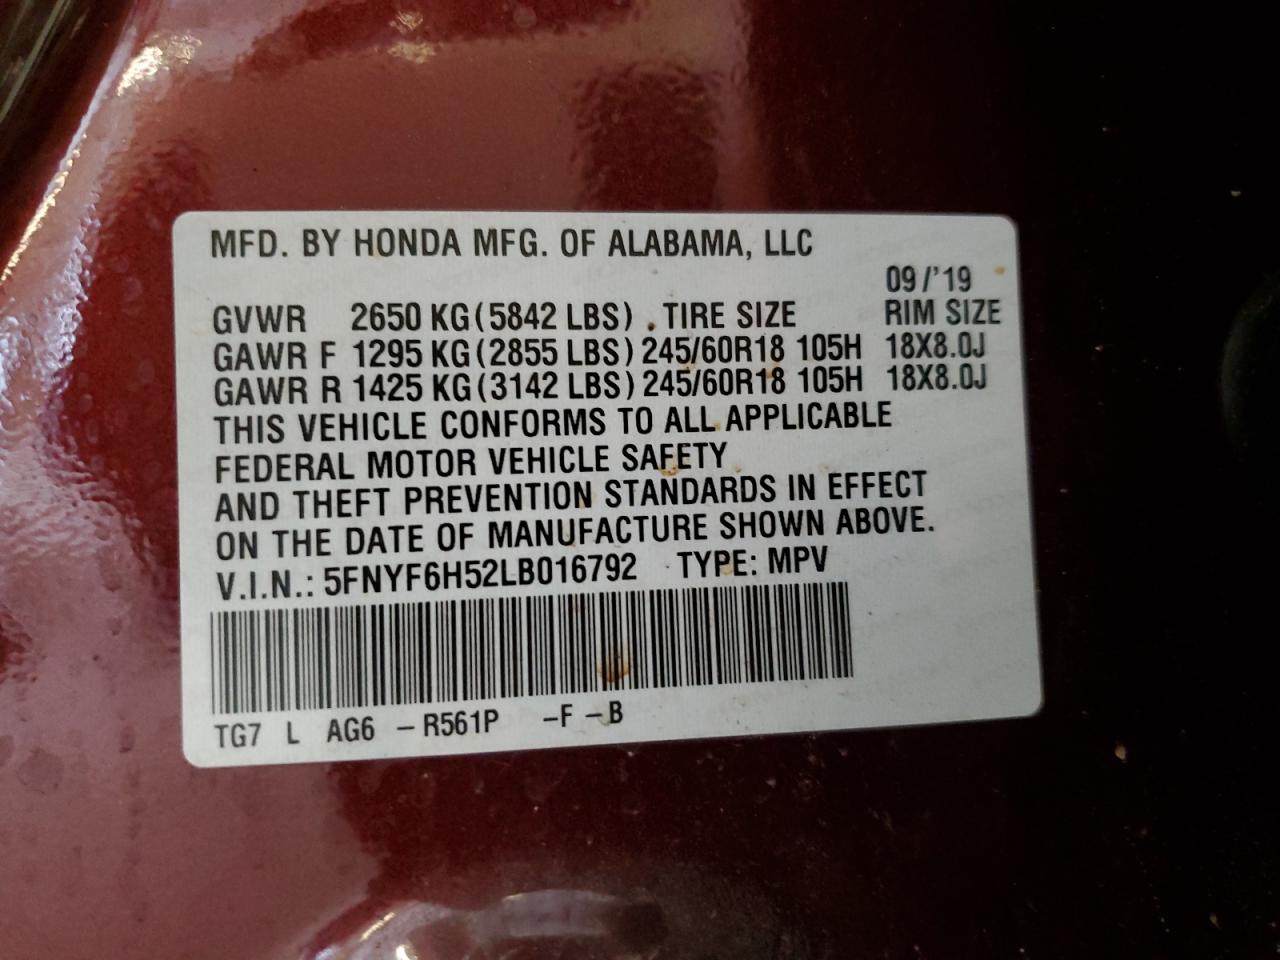 MFD. BY HONDA MFG. OF ALABAMA, LLC
09/'19
GVWR 2650 KG(5842 LBS) . TIRE SIZE RIM SIZE
GAWR F 1295 KG(2855 LBS) 245/60R18 105H 18X8.0J
GAWR R 1425 KG(3142 LBS) 245/60R18 105H 18X8.0J
THIS VEHICLE CONFORMS TO ALL APPLICABLE
FEDERAL MOTOR VEHICLE SAFETY
AND THEFT PREVENTION STANDARDS IN EFFECT
ON THE DATE OF MANUFACTURE SHOWN ABOVE.
V.I.N.: 5FNYF6H52LB016792 TYPE: MPV
TG7 L AG6 -R561P -F -B